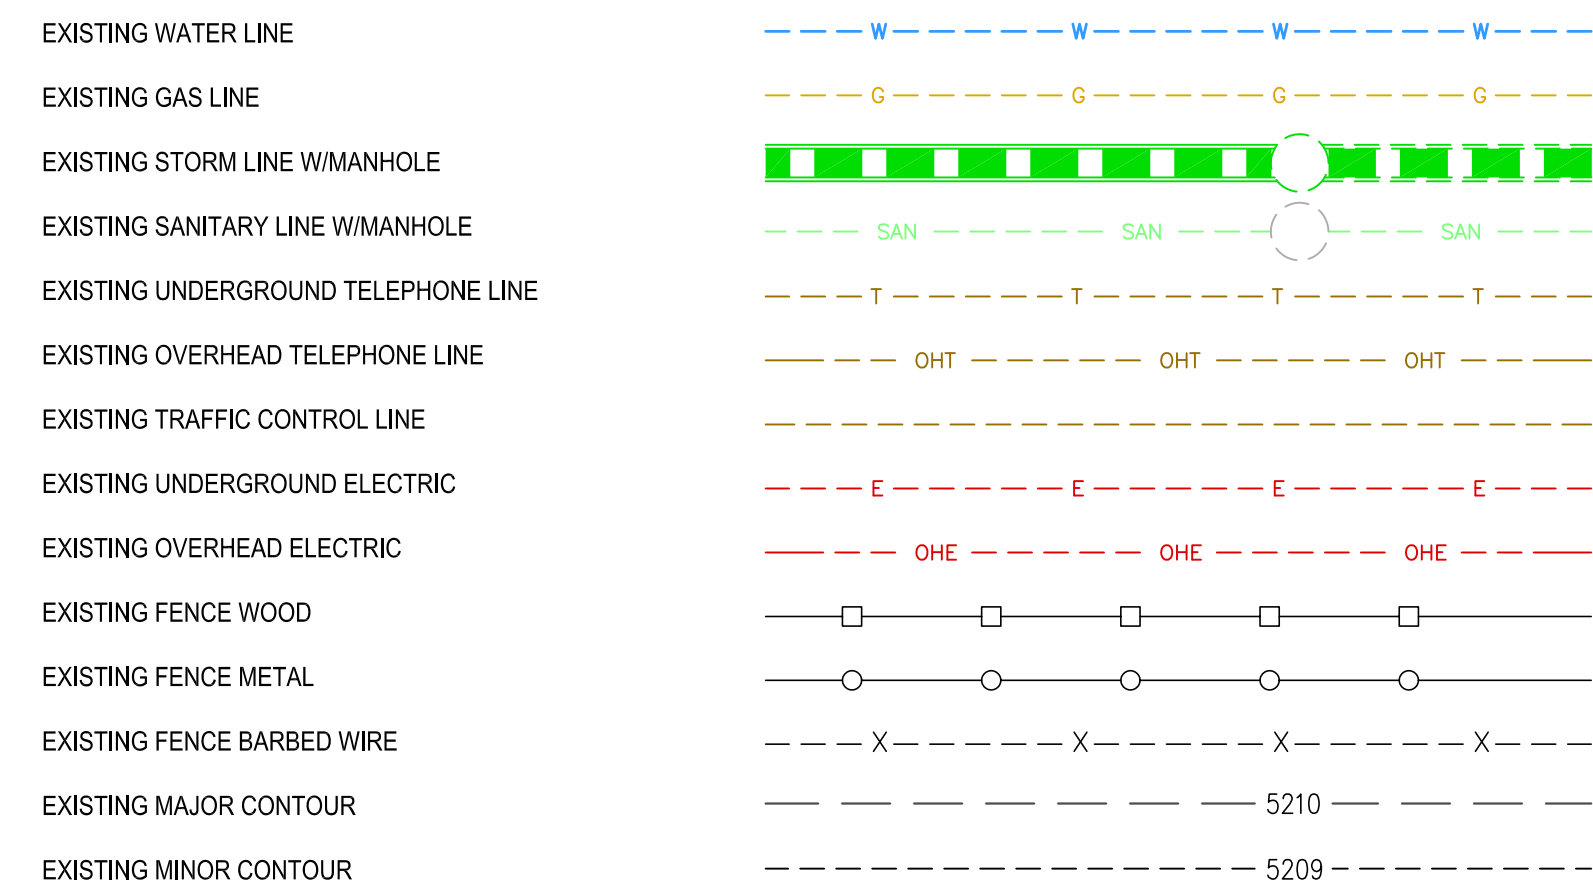 EXISTING WATER LINE W W W W
EXISTING GAS LINE G G G G
EXISTING STORM LINE W/MANHOLE
EXISTING SANITARY LINE W/MANHOLE SAN SAN SAN
EXISTING UNDERGROUND TELEPHONE LINE T T T T
EXISTING OVERHEAD TELEPHONE LINE OHT OHT OHT
EXISTING TRAFFIC CONTROL LINE
EXISTING UNDERGROUND ELECTRIC E E E E
EXISTING OVERHEAD ELECTRIC OHE OHE OHE
EXISTING FENCE WOOD
EXISTING FENCE METAL
EXISTING FENCE BARBED WIRE X X X X
EXISTING MAJOR CONTOUR 5210
EXISTING MINOR CONTOUR 5209